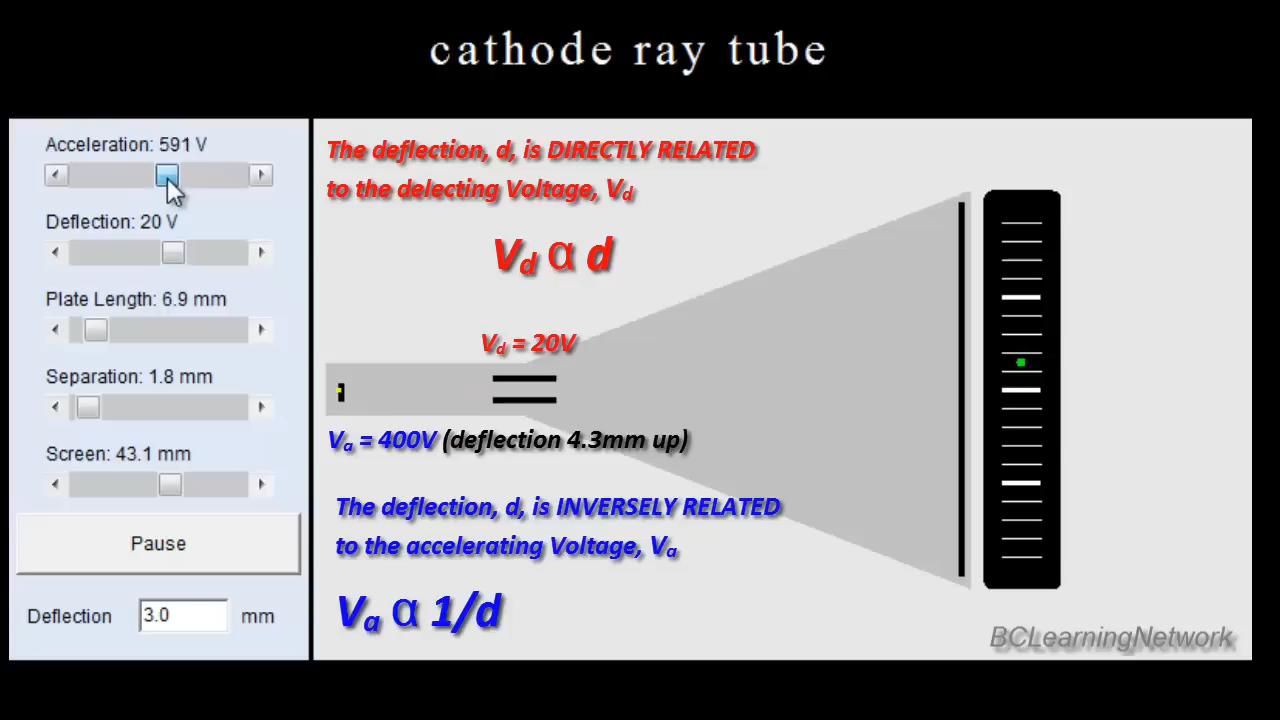 cathode ray tube
Acceleration: 591 V
Deflection: 20 V
Plate Length: 6.9 mm
Separation: 1.8 mm
Screen: 43.1 mm
Pause
Deflection 3.0 mm
The deflection, d, is DIRECTLY RELATED
to the delecting Voltage, Vd
Vd α d
Vd = 20V
Va = 400V (deflection 4.3mm up)
The deflection, d, is INVERSELY RELATED
to the accelerating Voltage, Va
Va α 1/d
BCLearningNetwork